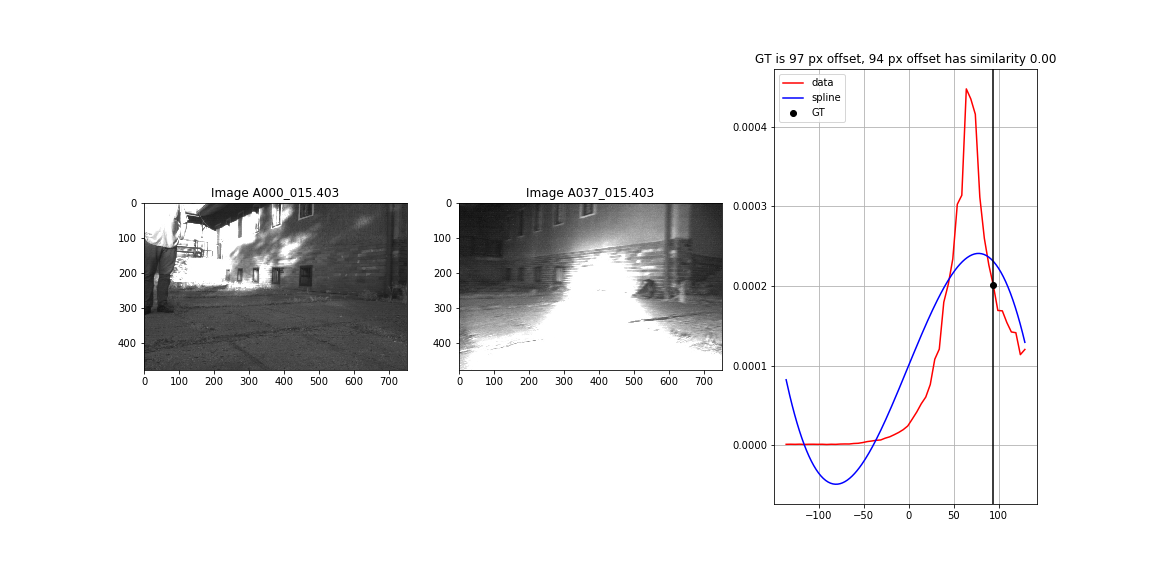 GT is 97 px offset, 94 px offset has similarity 0.00
data
spline
GT
0.0004
0.0003
0.0002
0.0001
0.0000
−100 −50 0 50 100
Image A000_015.403
0
100
200
300
400
0 100 200 300 400 500 600 700
Image A037_015.403
0
100
200
300
400
0 100 200 300 400 500 600 700